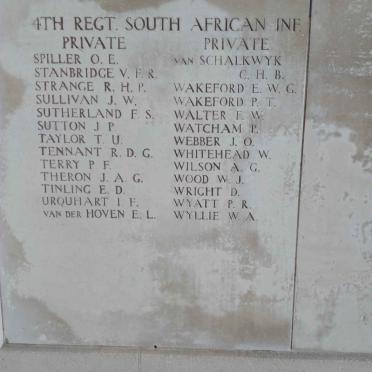 4TH REGT. SOUTH AFRICAN INF
PRIVATE
SPILLER O. E.
STANBRIDGE V. F. R.
STRANGE R. H. P.
SULLIVAN J. W.
SUTHERLAND F. S.
SUTTON J. P.
TAYLOR T. U.
TENNANT R. D. G.
TERRY P. F.
THERON J. A. G.
TINLING E. D.
URQUHART I. F.
VAN DER HOVEN E. L.
PRIVATE
VAN SCHALKWYK
C. H. B.
WAKEFORD E. W. G.
WAKEFORD P. T.
WALTER F. W.
WATCHAM P.
WEBBER J. O.
WHITEHEAD W.
WILSON A. G.
WOOD W. J.
WRIGHT D.
WYATT P. R.
WYLLIE W. A.